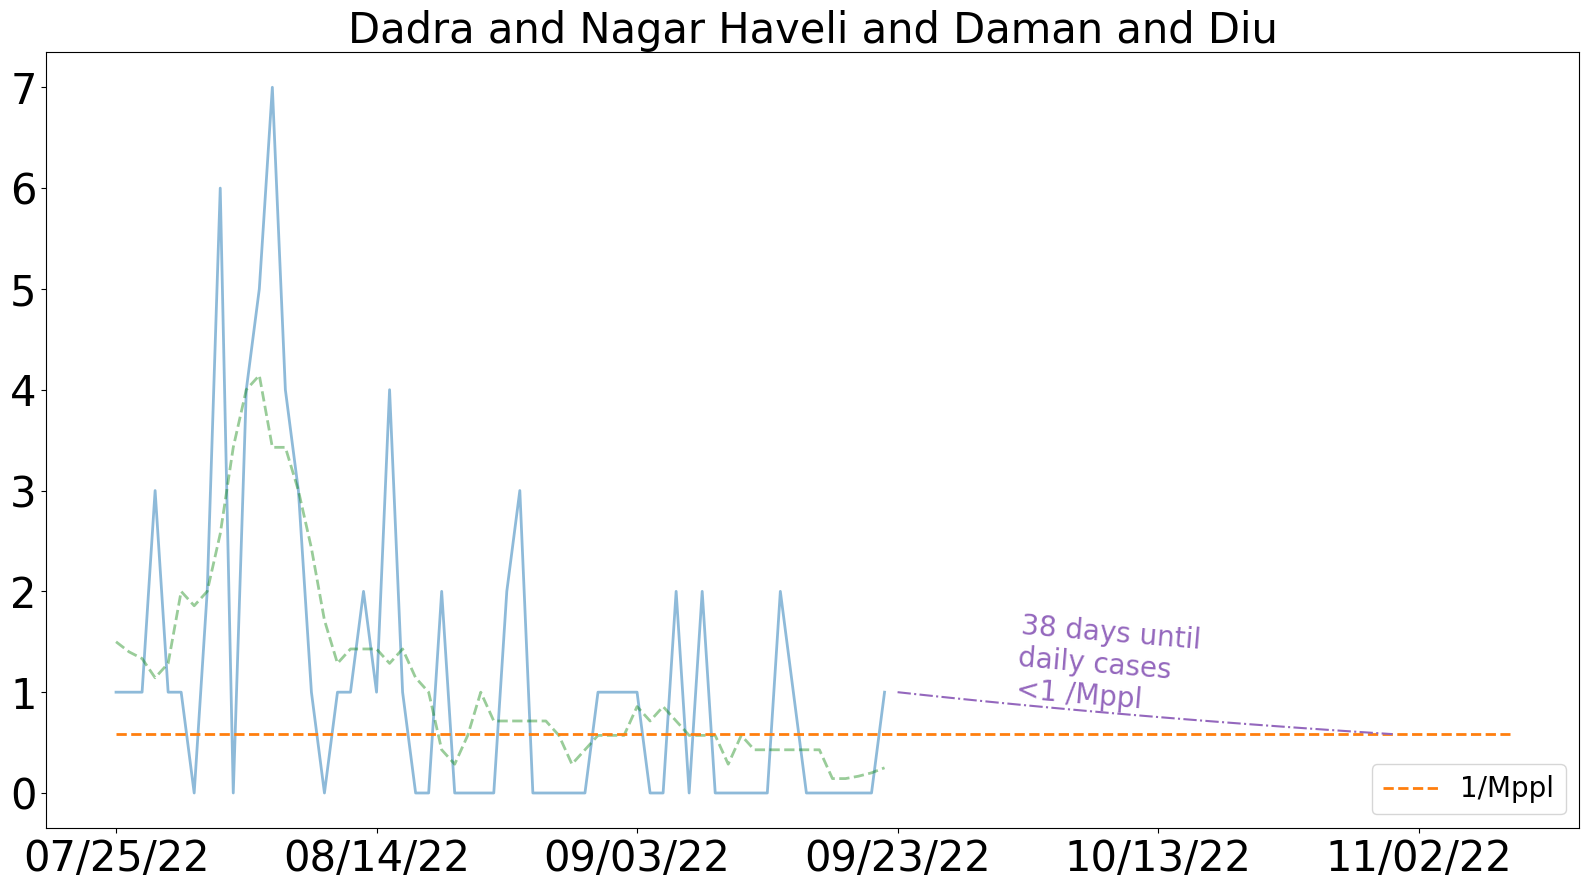 Dadra and Nagar Haveli and Daman and Diu
7
6
5
4
3
2
1
0
38 days until
daily cases
<1 /Mppl
1/Mppl
07/25/22 08/14/22 09/03/22 09/23/22 10/13/22 11/02/22